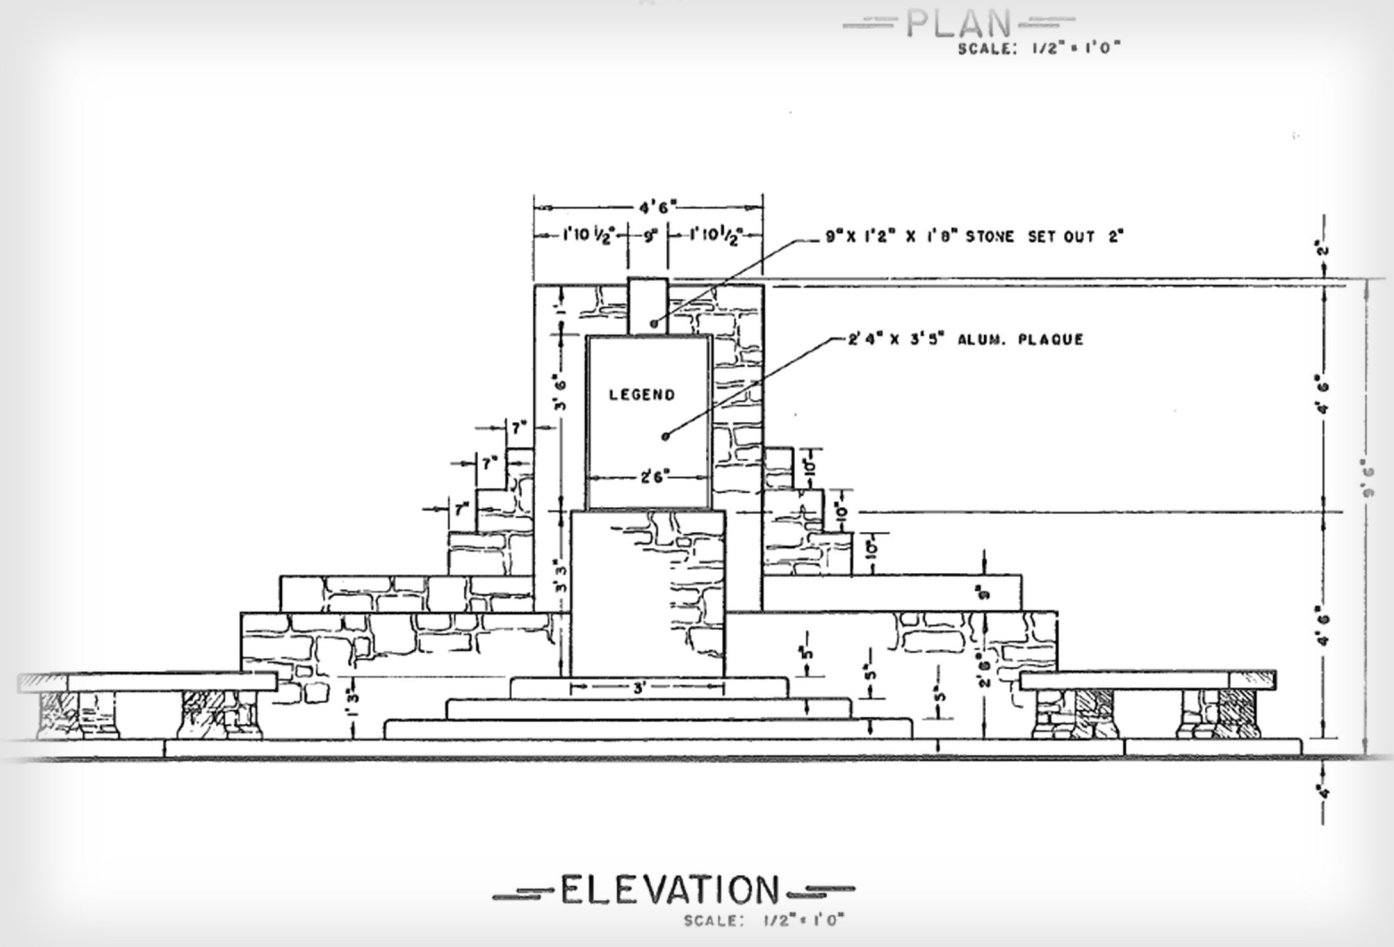 PLAN
SCALE: 1/2" = 1'0"
4'6"
1'10 1/2" 9" 1'10 1/2"
9" X 1'2" X 1'8" STONE SET OUT 2"
2"
1'
2'4" X 3'5" ALUM. PLAQUE
LEGEND
3'6"
4'6"
7"
7"
10"
2'6"
9'6"
7"
10"
10"
3'3"
9"
4'6"
5"
5"
5"
2'6"
1'3"
3'
4"
ELEVATION
SCALE: 1/2" = 1'0"